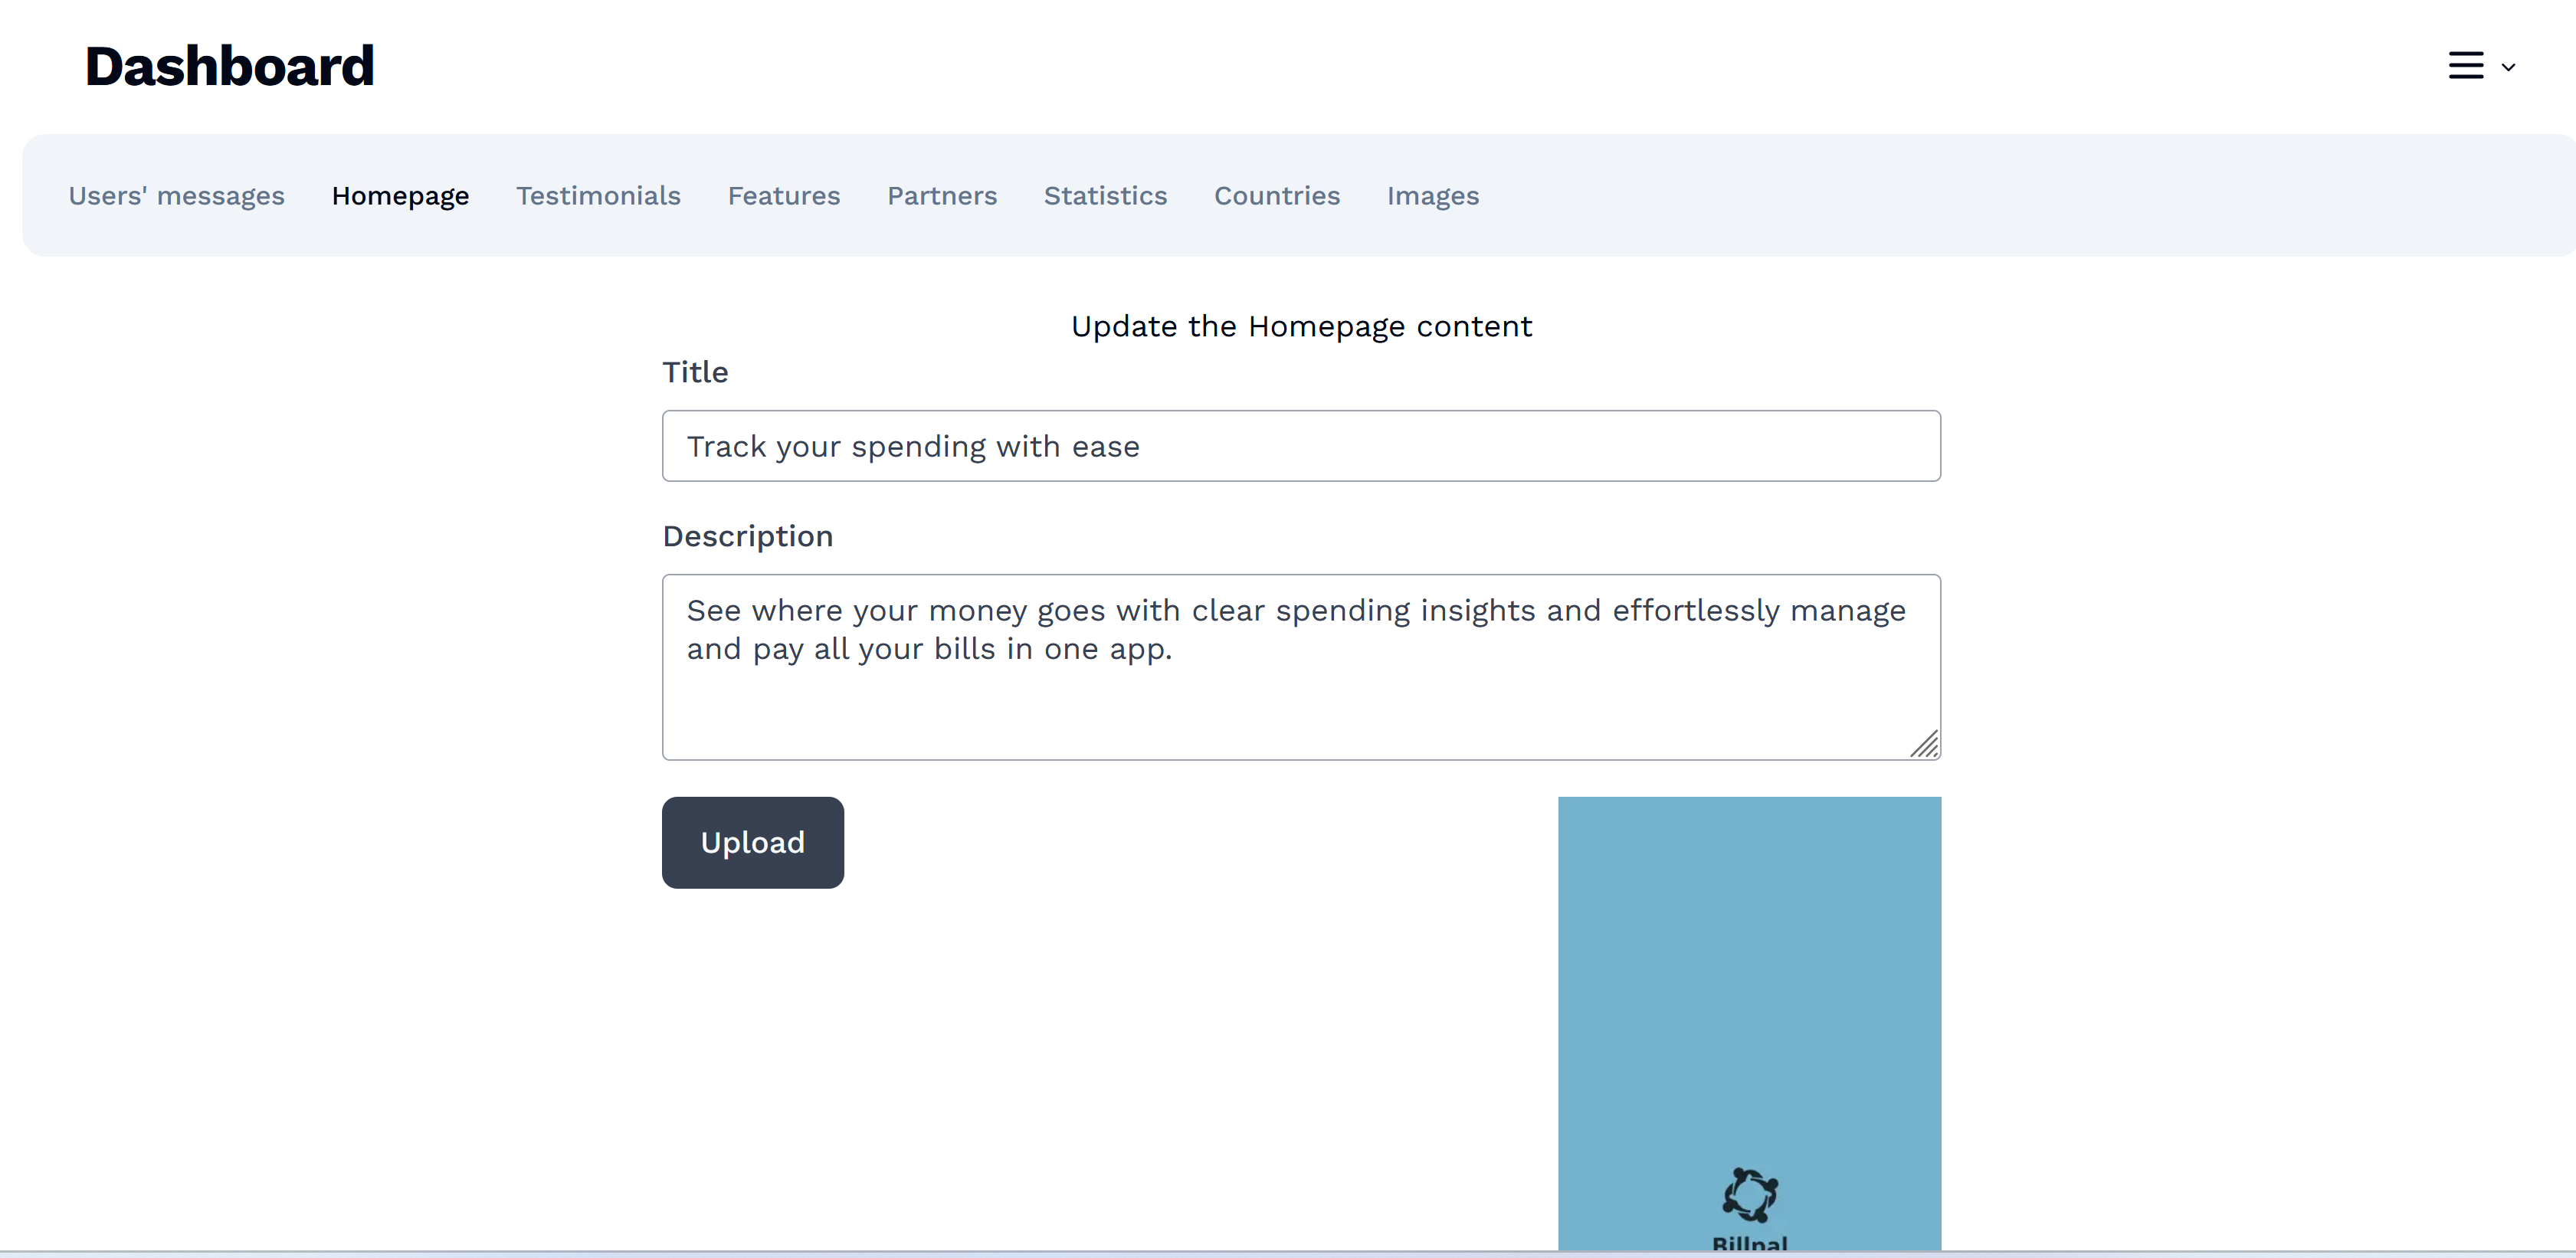 Dashboard
Users' messages Homepage Testimonials Features Partners Statistics Countries Images
Update the Homepage content
Title
Track your spending with ease
Description
See where your money goes with clear spending insights and effortlessly manage
and pay all your bills in one app.
Upload
Billpal